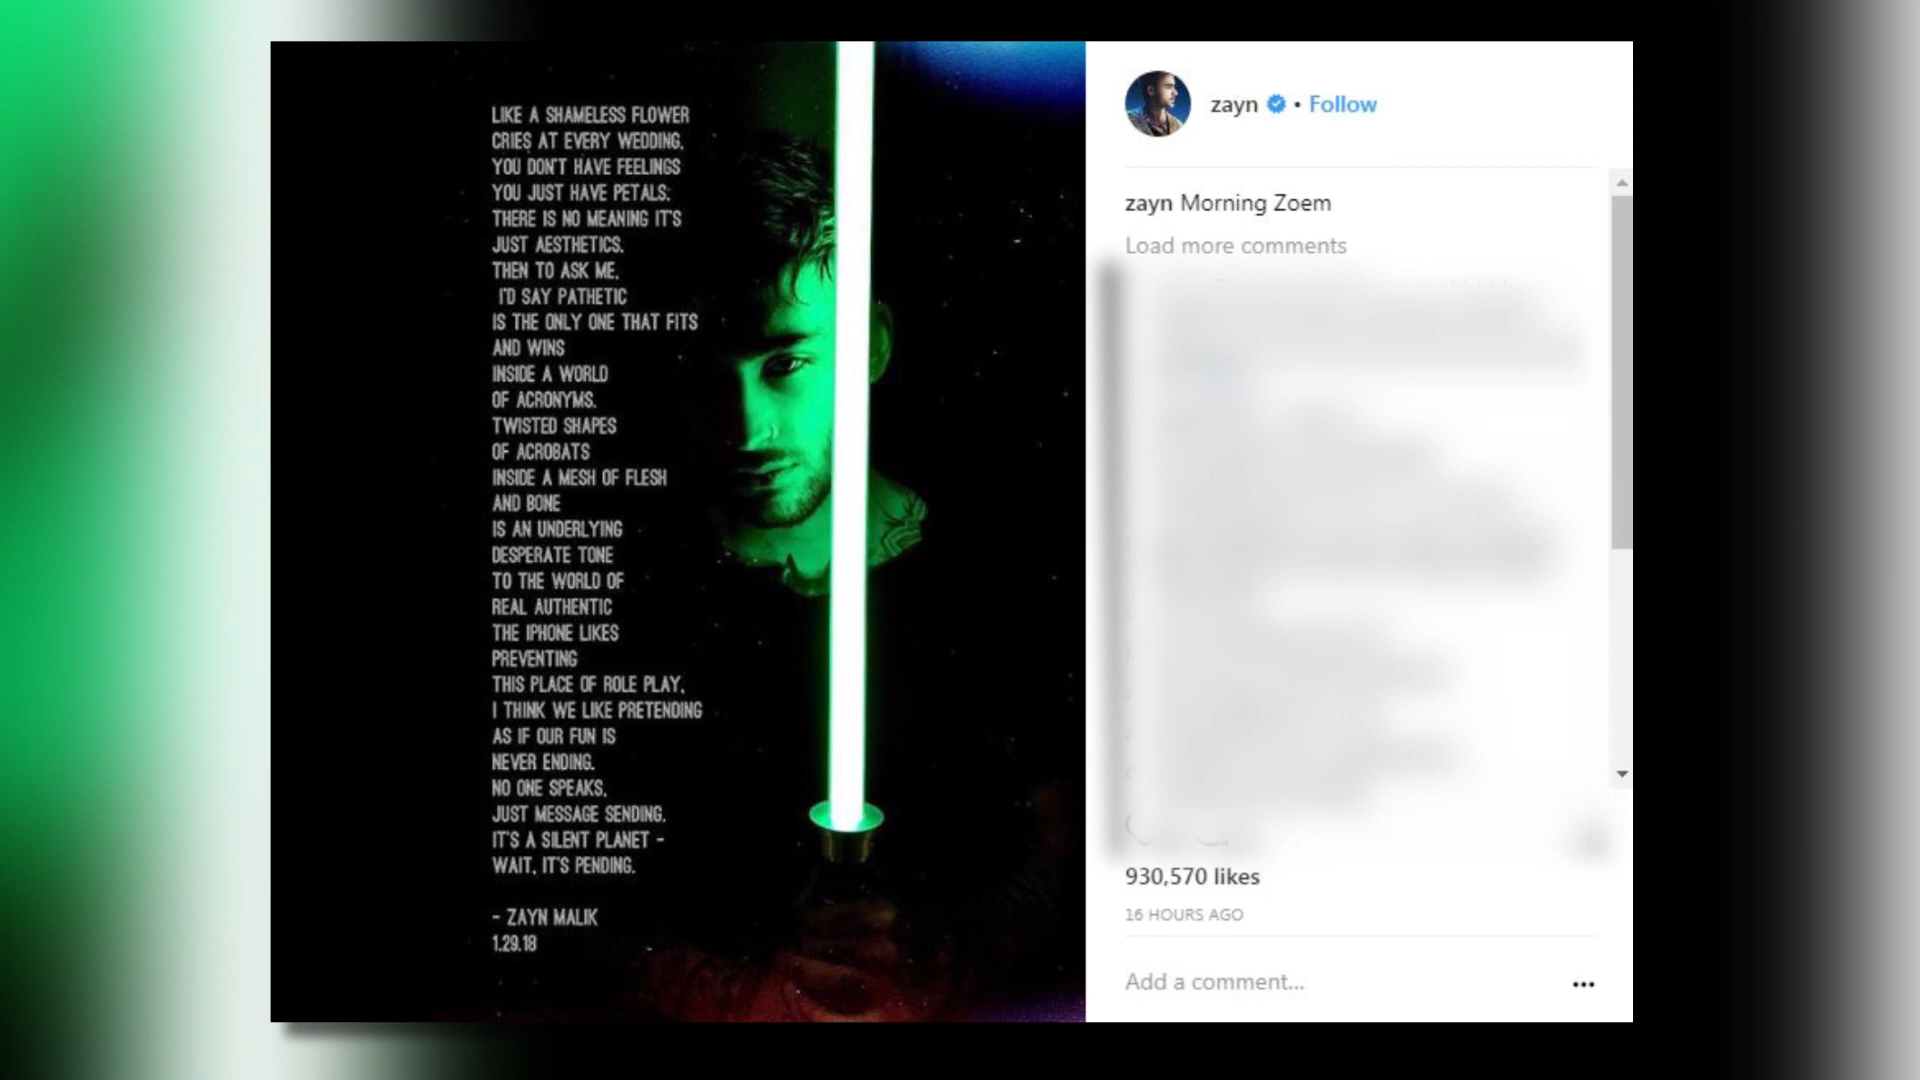 LIKE A SHAMELESS FLOWER
CRIES AT EVERY WEDDING,
YOU DON'T HAVE FEELINGS
YOU JUST HAVE PETALS.
THERE IS NO MEANING IT'S
JUST AESTHETICS.
THEN TO ASK ME,
I'D SAY PATHETIC
IS THE ONLY ONE THAT FITS
AND WINS
INSIDE A WORLD
OF ACRONYMS.
TWISTED SHAPES
OF ACROBATS
INSIDE A MESH OF FLESH
AND BONE
IS AN UNDERLYING
DESPERATE TONE
TO THE WORLD OF
REAL AUTHENTIC
THE IPHONE LIKES
PREVENTING
THIS PLACE OF ROLE PLAY,
I THINK WE LIKE PRETENDING
AS IF OUR FUN IS
NEVER ENDING.
NO ONE SPEAKS,
JUST MESSAGE SENDING.
IT'S A SILENT PLANET -
WAIT, IT'S PENDING.
- ZAYN MALIK
1.29.18
zayn • Follow
zayn Morning Zoem
Load more comments
930,570 likes
16 HOURS AGO
Add a comment...